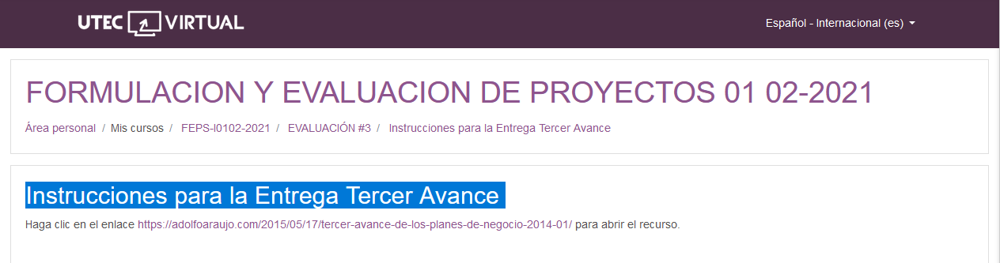 UTEC VIRTUAL
Español - Internacional (es)
FORMULACION Y EVALUACION DE PROYECTOS 01 02-2021
Área personal / Mis cursos / FEPS-I0102-2021 / EVALUACIÓN #3 / Instrucciones para la Entrega Tercer Avance
Instrucciones para la Entrega Tercer Avance
Haga clic en el enlace https://adolfoaraujo.com/2015/05/17/tercer-avance-de-los-planes-de-negocio-2014-01/ para abrir el recurso.